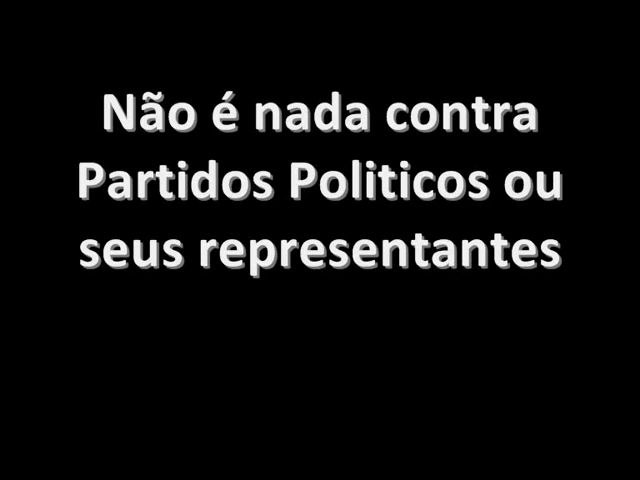 Não é nada contra
Partidos Politicos ou
seus representantes